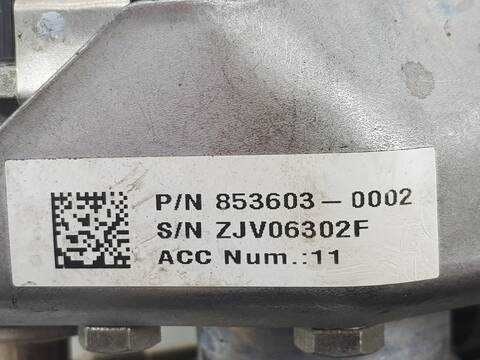 P/N 853603-0002
S/N ZJV06302F
ACC Num.:11